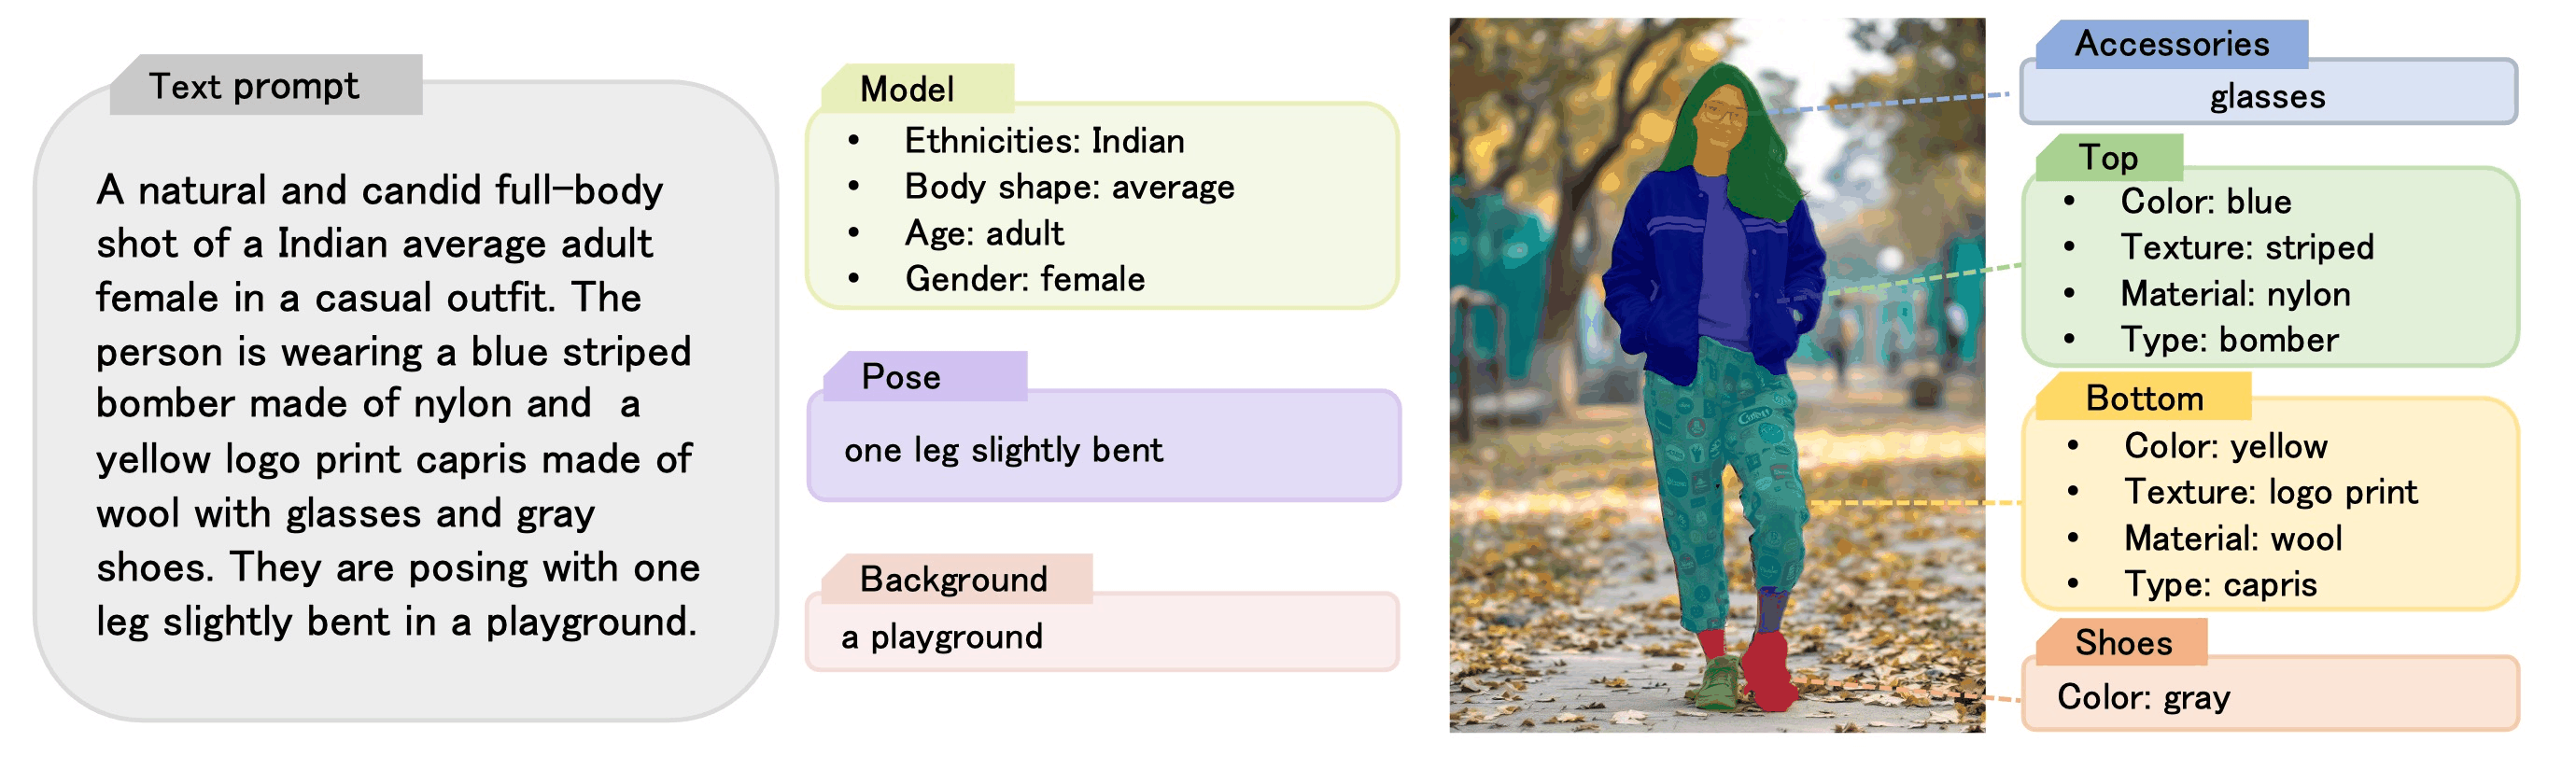 Text prompt
A natural and candid full-body
shot of a Indian average adult
female in a casual outfit. The
person is wearing a blue striped
bomber made of nylon and  a
yellow logo print capris made of
wool with glasses and gray
shoes. They are posing with one
leg slightly bent in a playground.
Model
• Ethnicities: Indian
• Body shape: average
• Age: adult
• Gender: female
Pose
one leg slightly bent
Background
a playground
Accessories
glasses
Top
• Color: blue
• Texture: striped
• Material: nylon
• Type: bomber
Bottom
• Color: yellow
• Texture: logo print
• Material: wool
• Type: capris
Shoes
Color: gray